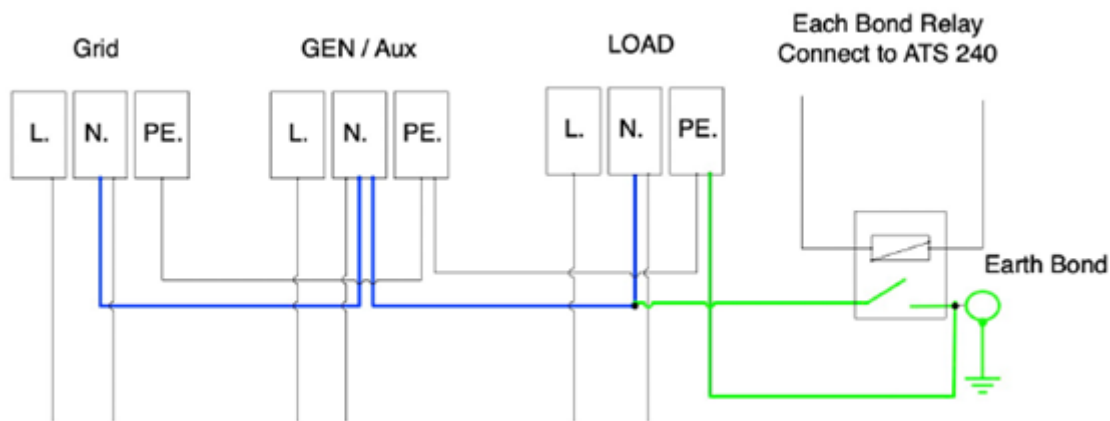 Grid
GEN / Aux
LOAD
Each Bond Relay
Connect to ATS 240
L.
N.
PE.
L.
N.
PE.
L.
N.
PE.
Earth Bond